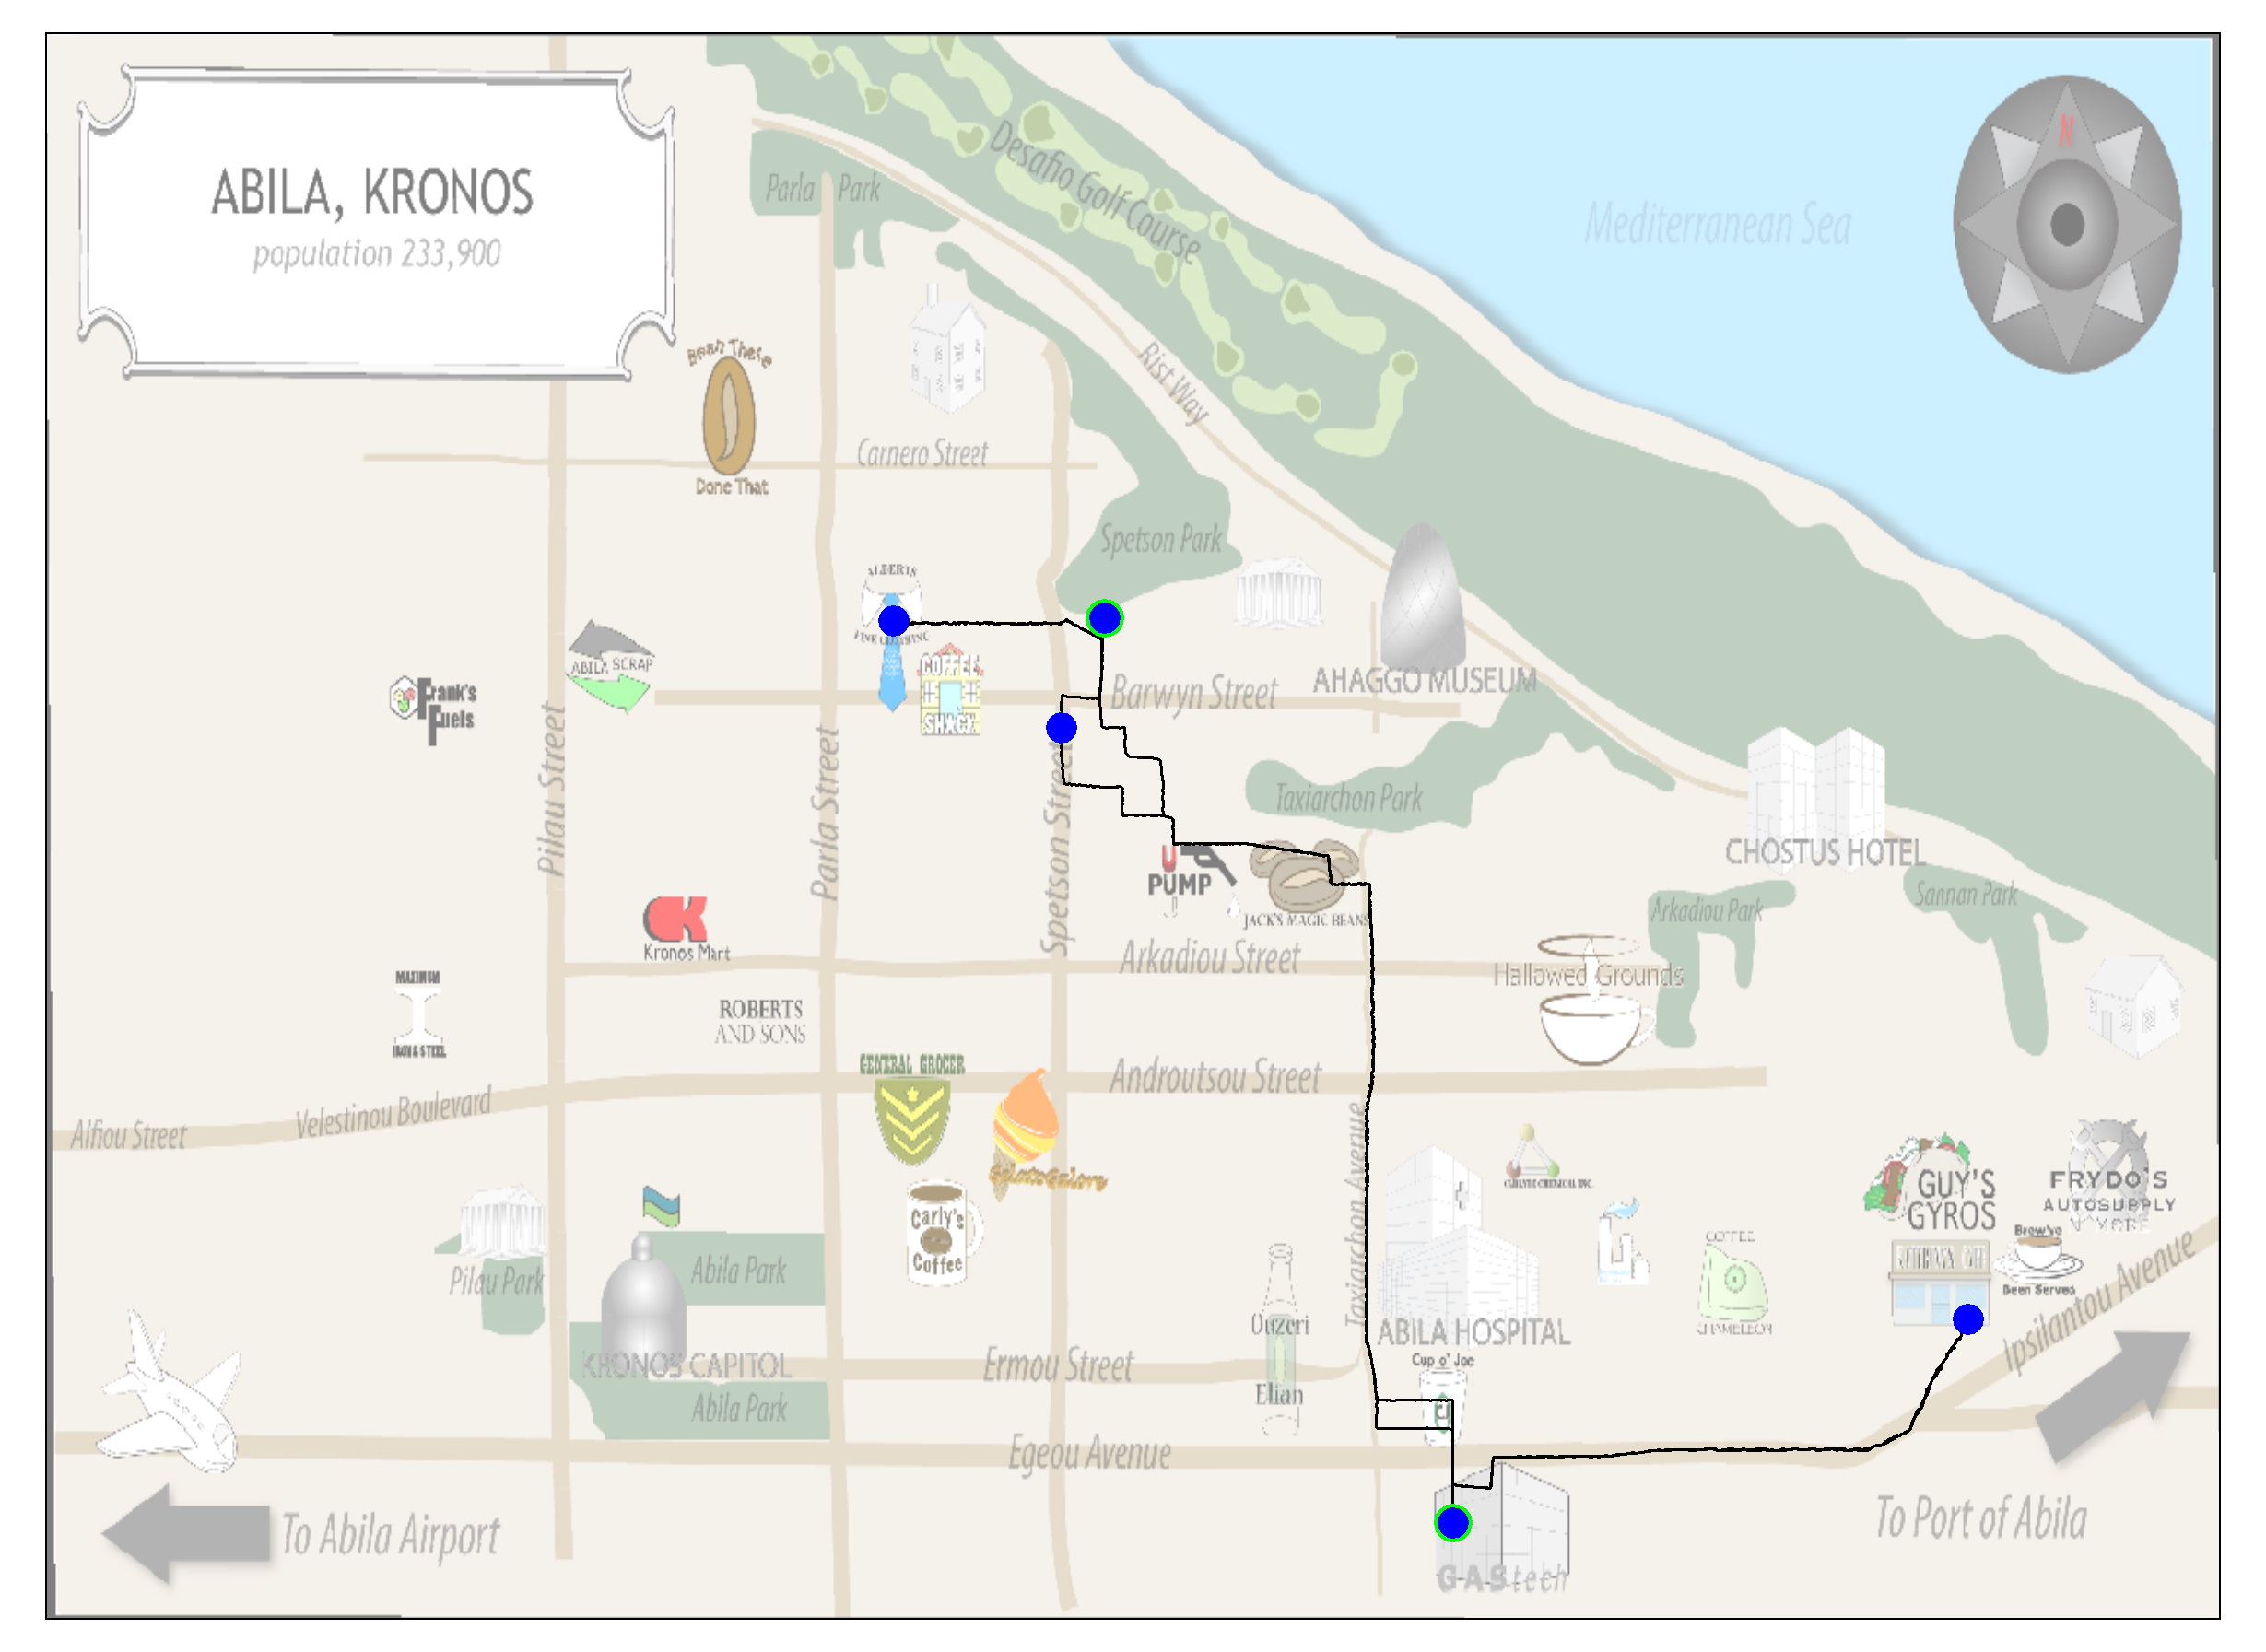 ABILA, KRONOS
population 233,900
N
Mediterranean Sea
Desafio Golf Course
Parla Park
Rist Way
Bean There
Done That
Carnero Street
Spetson Park
ALBERTS
FINE CLOTHING
ABILA SCRAP
COFFEE
SHACK
Frank's
Fuels
Barwyn Street
AHAGGO MUSEUM
Pilau Street
Parla Street
Spetson Street
Taxiarchon Park
CHOSTUS HOTEL
U
PUMP
JACK'S MAGIC BEANS
Arkadiou Park
Sannan Park
Kronos Mart
Arkadiou Street
Hallowed Grounds
MAXIMUM
IRON & STEEL
ROBERTS
AND SONS
GENERAL GROCER
Androutsou Street
Alfiou Street
Velestinou Boulevard
GelatoGalore
Taxiarchon Avenue
CARLYLE CHEMICAL INC.
GUY'S
GYROS
FRYDO'S
AUTOSUPPLY
N' MORE
Carly's
Coffee
Brew've
Been Served
COFFEE
CHAMELEON
Pilau Park
Abila Park
Ouzeri
Elian
ABILA HOSPITAL
Ipsilantou Avenue
KRONOS CAPITOL
Ermou Street
Cup o' Joe
Abila Park
Egeou Avenue
To Abila Airport
To Port of Abila
GAStech